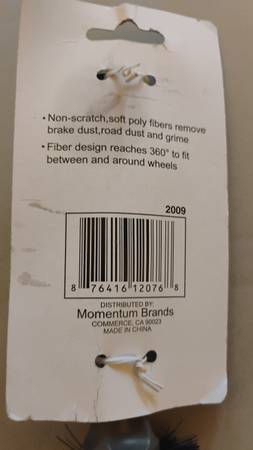 • Non-scratch,soft poly fibers remove
brake dust,road dust and grime
• Fiber design reaches 360° to fit
between and around wheels
2009
8 76416 12076 8
DISTRIBUTED BY:
Momentum Brands
COMMERCE, CA 90023
MADE IN CHINA